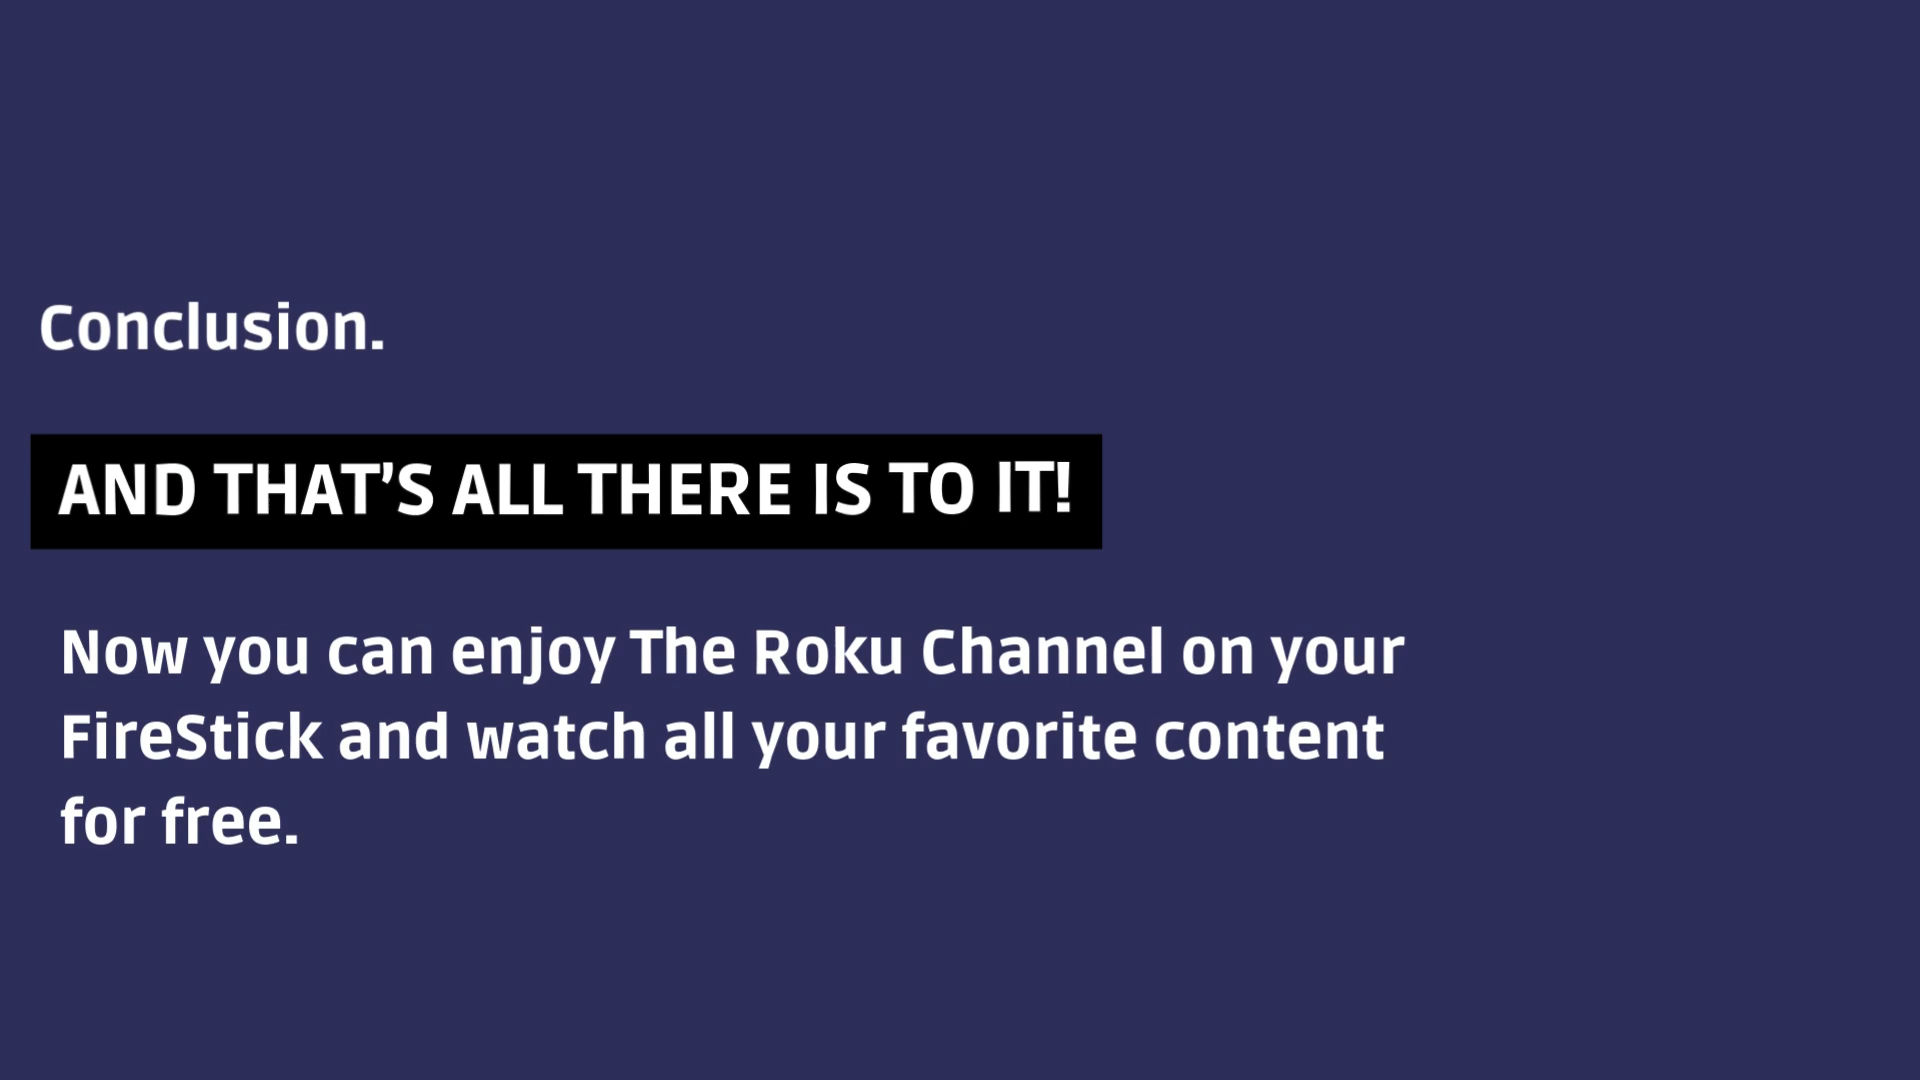 Conclusion.
AND THAT’S ALL THERE IS TO IT!
Now you can enjoy The Roku Channel on your
FireStick and watch all your favorite content
for free.